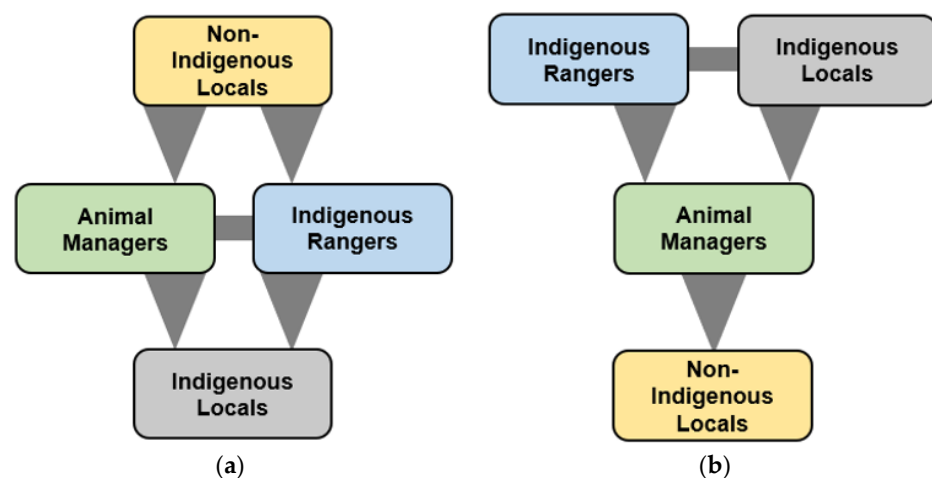 Non-
Indigenous
Locals
Animal
Managers
Indigenous
Rangers
Indigenous
Locals
(a)
Indigenous
Rangers
Indigenous
Locals
Animal
Managers
Non-
Indigenous
Locals
(b)